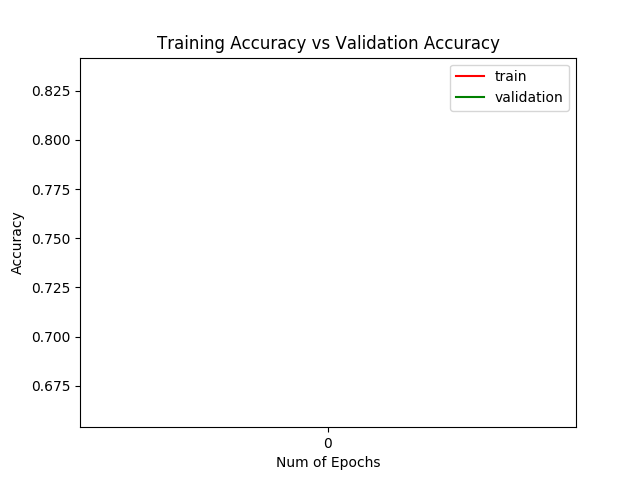 Training Accuracy vs Validation Accuracy
train
validation
0.825
0.800
0.775
0.750
0.725
0.700
0.675
Accuracy
0
Num of Epochs